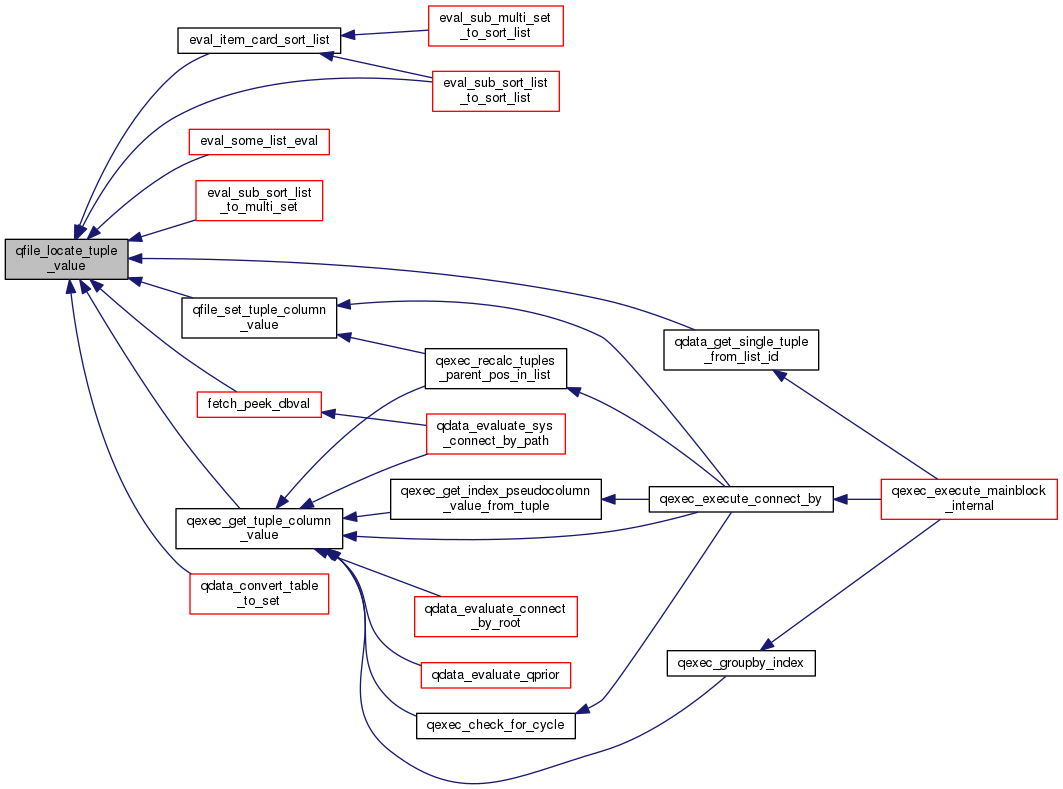 eval_sub_multi_set
_to_sort_list
eval_item_card_sort_list
eval_sub_sort_list
_to_sort_list
eval_some_list_eval
eval_sub_sort_list
_to_multi_set
qfile_locate_tuple
_value
qfile_set_tuple_column
_value
qdata_get_single_tuple
_from_list_id
qexec_recalc_tuples
_parent_pos_in_list
fetch_peek_dbval
qdata_evaluate_sys
_connect_by_path
qexec_get_index_pseudocolumn
_value_from_tuple
qexec_execute_connect_by
qexec_execute_mainblock
_internal
qexec_get_tuple_column
_value
qdata_convert_table
_to_set
qdata_evaluate_connect
_by_root
qdata_evaluate_qprior
qexec_groupby_index
qexec_check_for_cycle